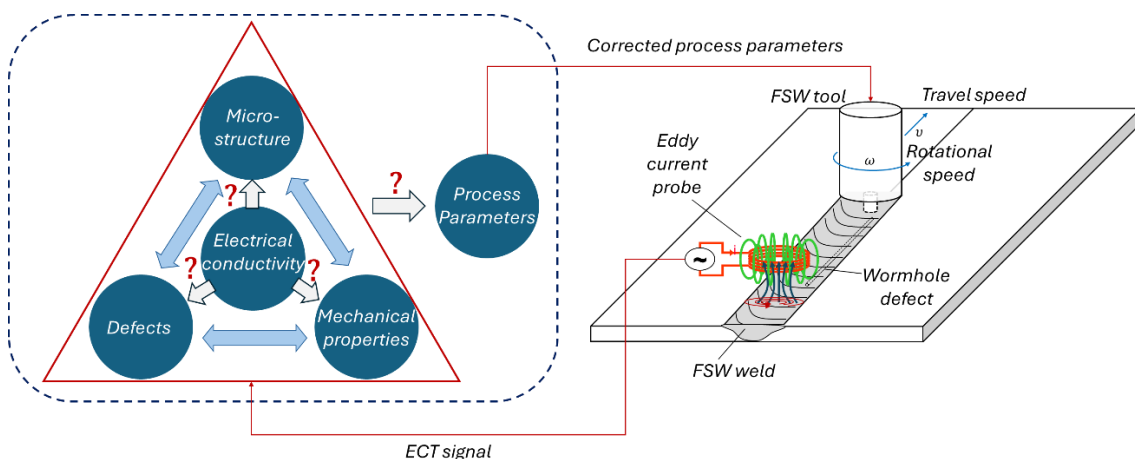 Micro-
structure
?
Electrical
conductivity
?
?
Defects
Mechanical
properties
?
Process
Parameters
Corrected process parameters
FSW tool
Travel speed
υ
Rotational
speed
ω
Eddy
current
probe
i
~
Wormhole
defect
FSW weld
ECT signal